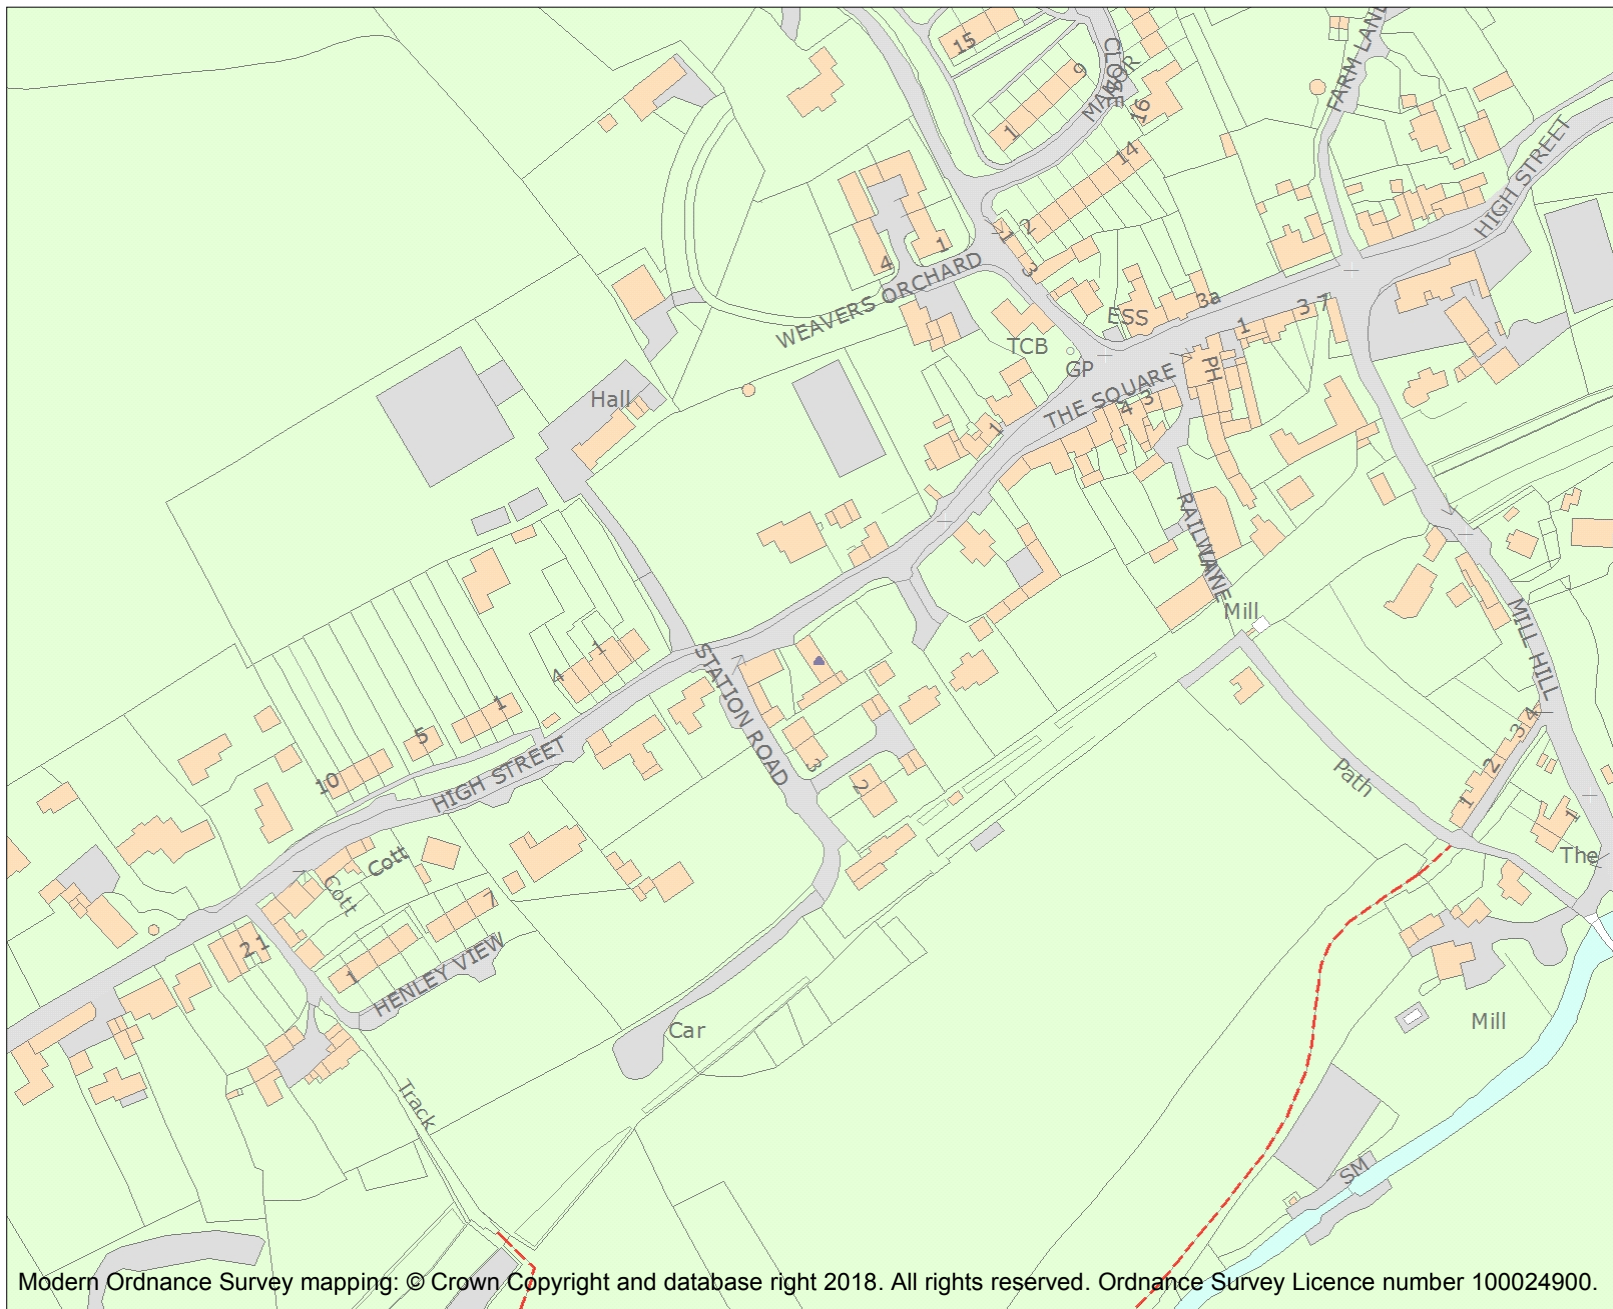 15
9
CLOSE
MANOR
1
16
14
FARM LANE
HIGH STREET
2
1
3
1
4
WEAVERS ORCHARD
3a
ESS
1
3
7
TCB
GP
PH
THE SQUARE
3
4
Hall
1
RAILWAY
LANE
Mill
MILL HILL
1
4
STATION ROAD
1
5
10
HIGH STREET
3
2
Path
4
3
2
1
1
The
Cott
Cott
7
2
1
1
HENLEY VIEW
Car
Mill
Track
SM
Modern Ordnance Survey mapping: © Crown Copyright and database right 2018. All rights reserved. Ordnance Survey Licence number 100024900.